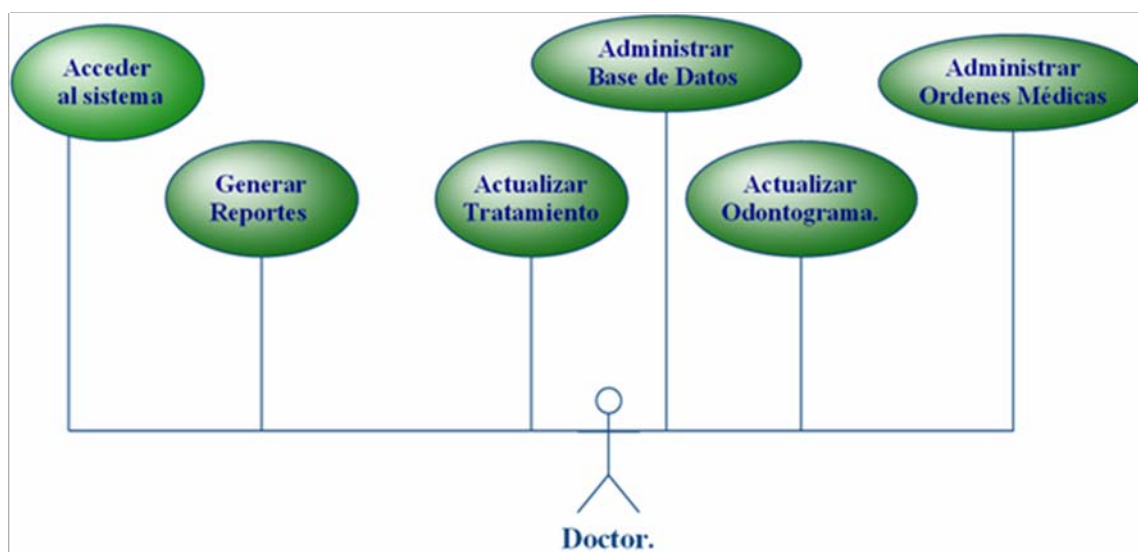 Acceder
al sistema
Administrar
Base de Datos
Administrar
Ordenes Médicas
Generar
Reportes
Actualizar
Tratamiento
Actualizar
Odontograma.
Doctor.